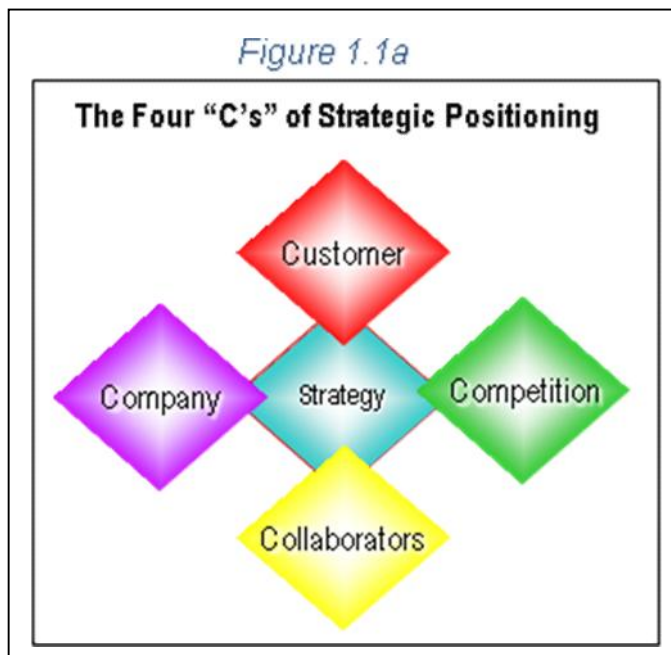 Figure 1.1a
The Four “C's” of Strategic Positioning
Customer
Company
Strategy
Competition
Collaborators